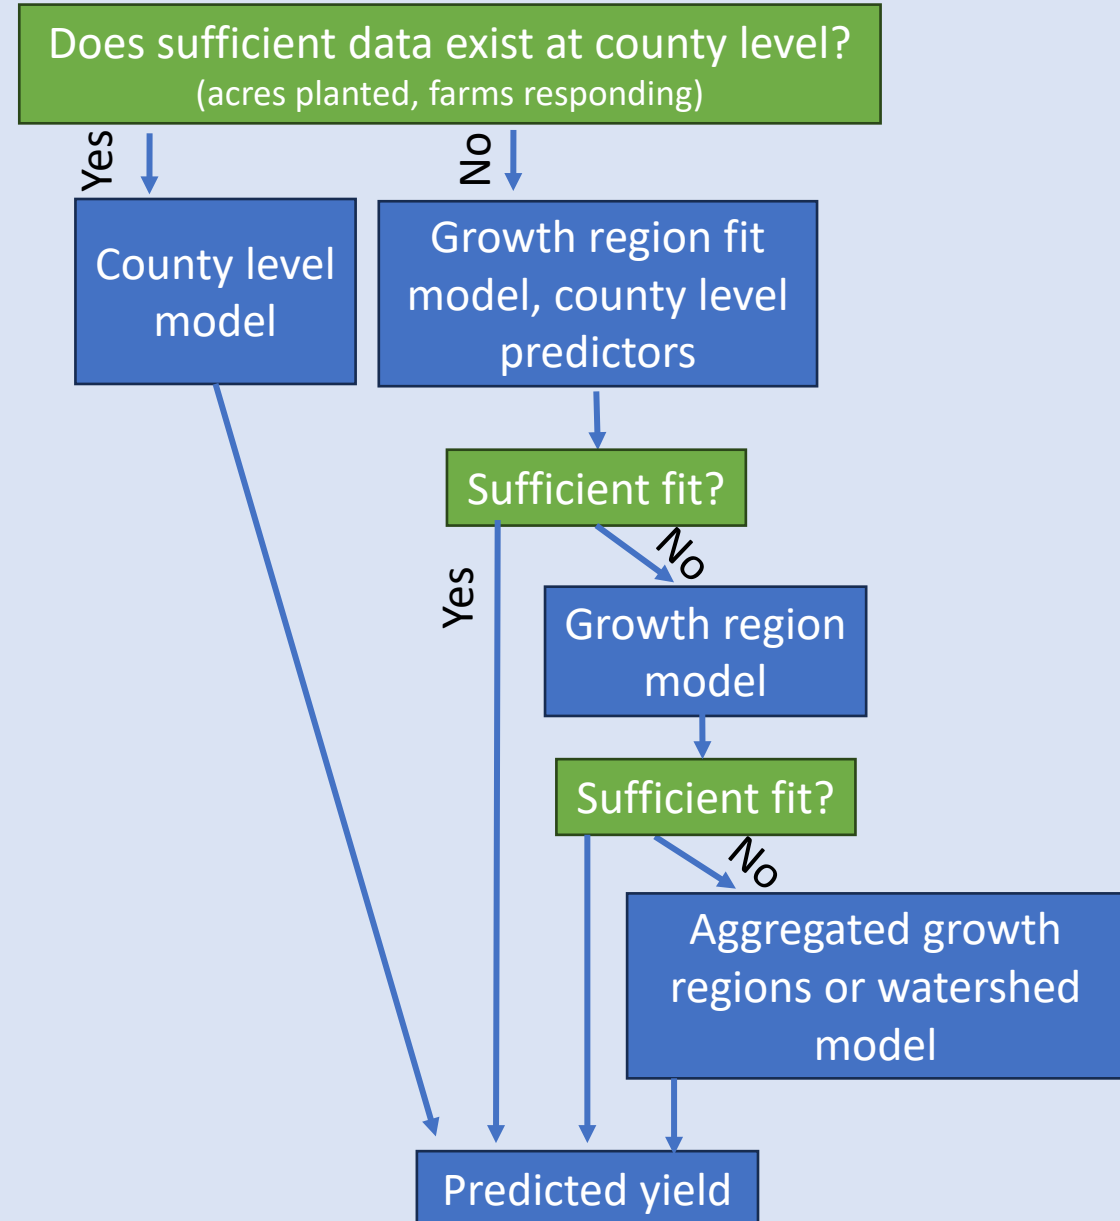 Does sufficient data exist at county level?
(acres planted, farms responding)
Yes
No
County level
model
Growth region fit
model, county level
predictors
Sufficient fit?
Yes
No
Growth region
model
Sufficient fit?
No
Aggregated growth
regions or watershed
model
Predicted yield